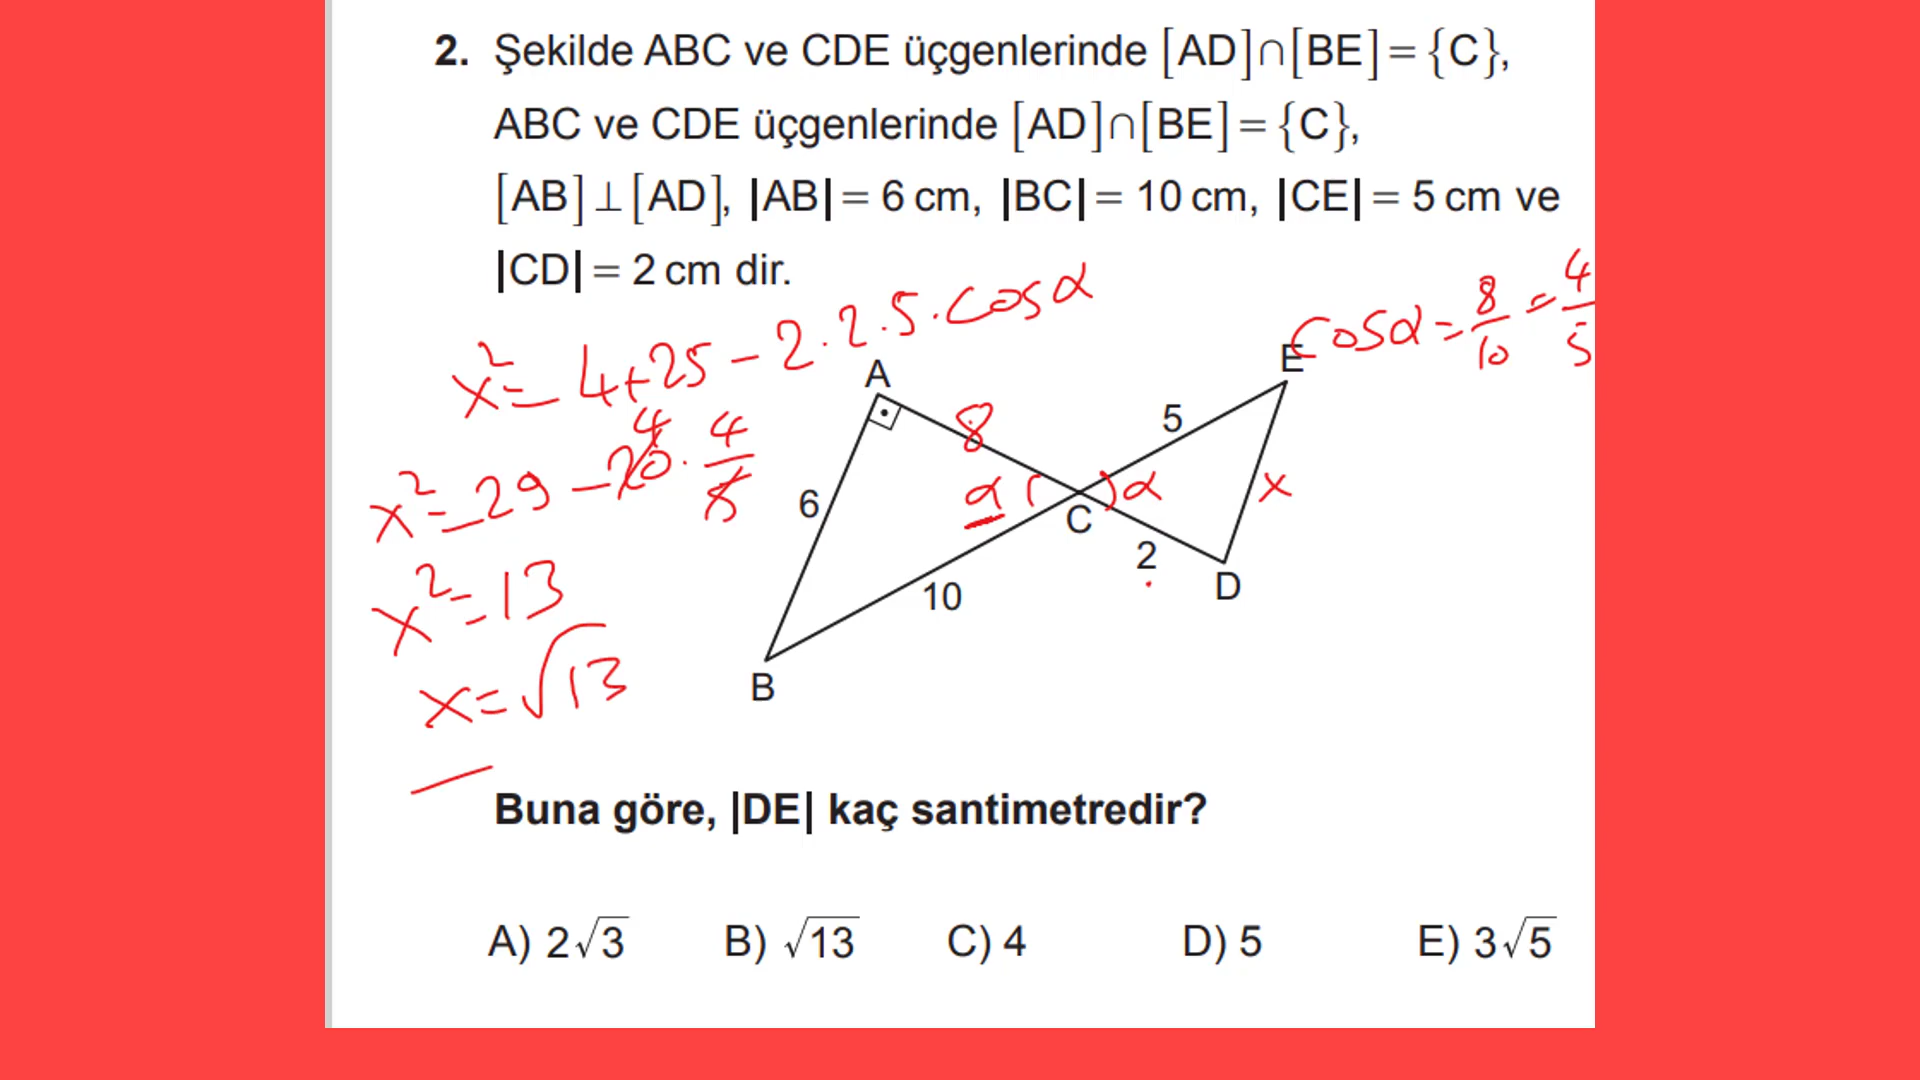 2. Şekilde ABC ve CDE üçgenlerinde [AD]∩[BE]={C},
ABC ve CDE üçgenlerinde [AD]∩[BE]={C},
[AB]⊥[AD], |AB|= 6 cm, |BC|= 10 cm, |CE|= 5 cm ve
|CD|= 2 cm dir.
x²= 4+25-2.2.5.cosα
cosα= 8/10 = 4/5
x²=29-20.4/5
4
x²=13
x=√13
A
E
8
5
6
α
α
x
C
2
10
D
B
Buna göre, |DE| kaç santimetredir?
A) 2√3 B) √13 C) 4 D) 5 E) 3√5